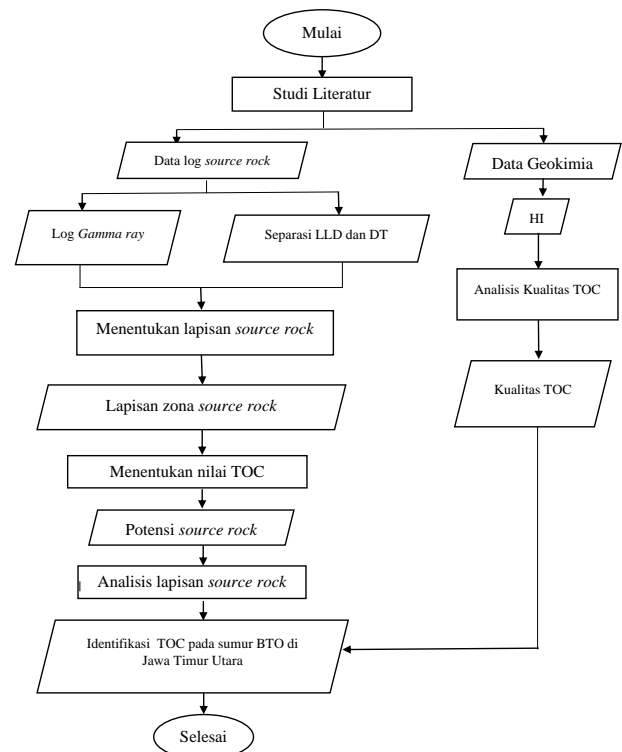 Mulai
Studi Literatur
Data log source rock
Data Geokimia
Log Gamma ray
Separasi LLD dan DT
HI
Menentukan lapisan source rock
Analisis Kualitas TOC
Lapisan zona source rock
Kualitas TOC
Menentukan nilai TOC
Potensi source rock
Analisis lapisan source rock
Identifikasi TOC pada sumur BTO di
Jawa Timur Utara
Selesai